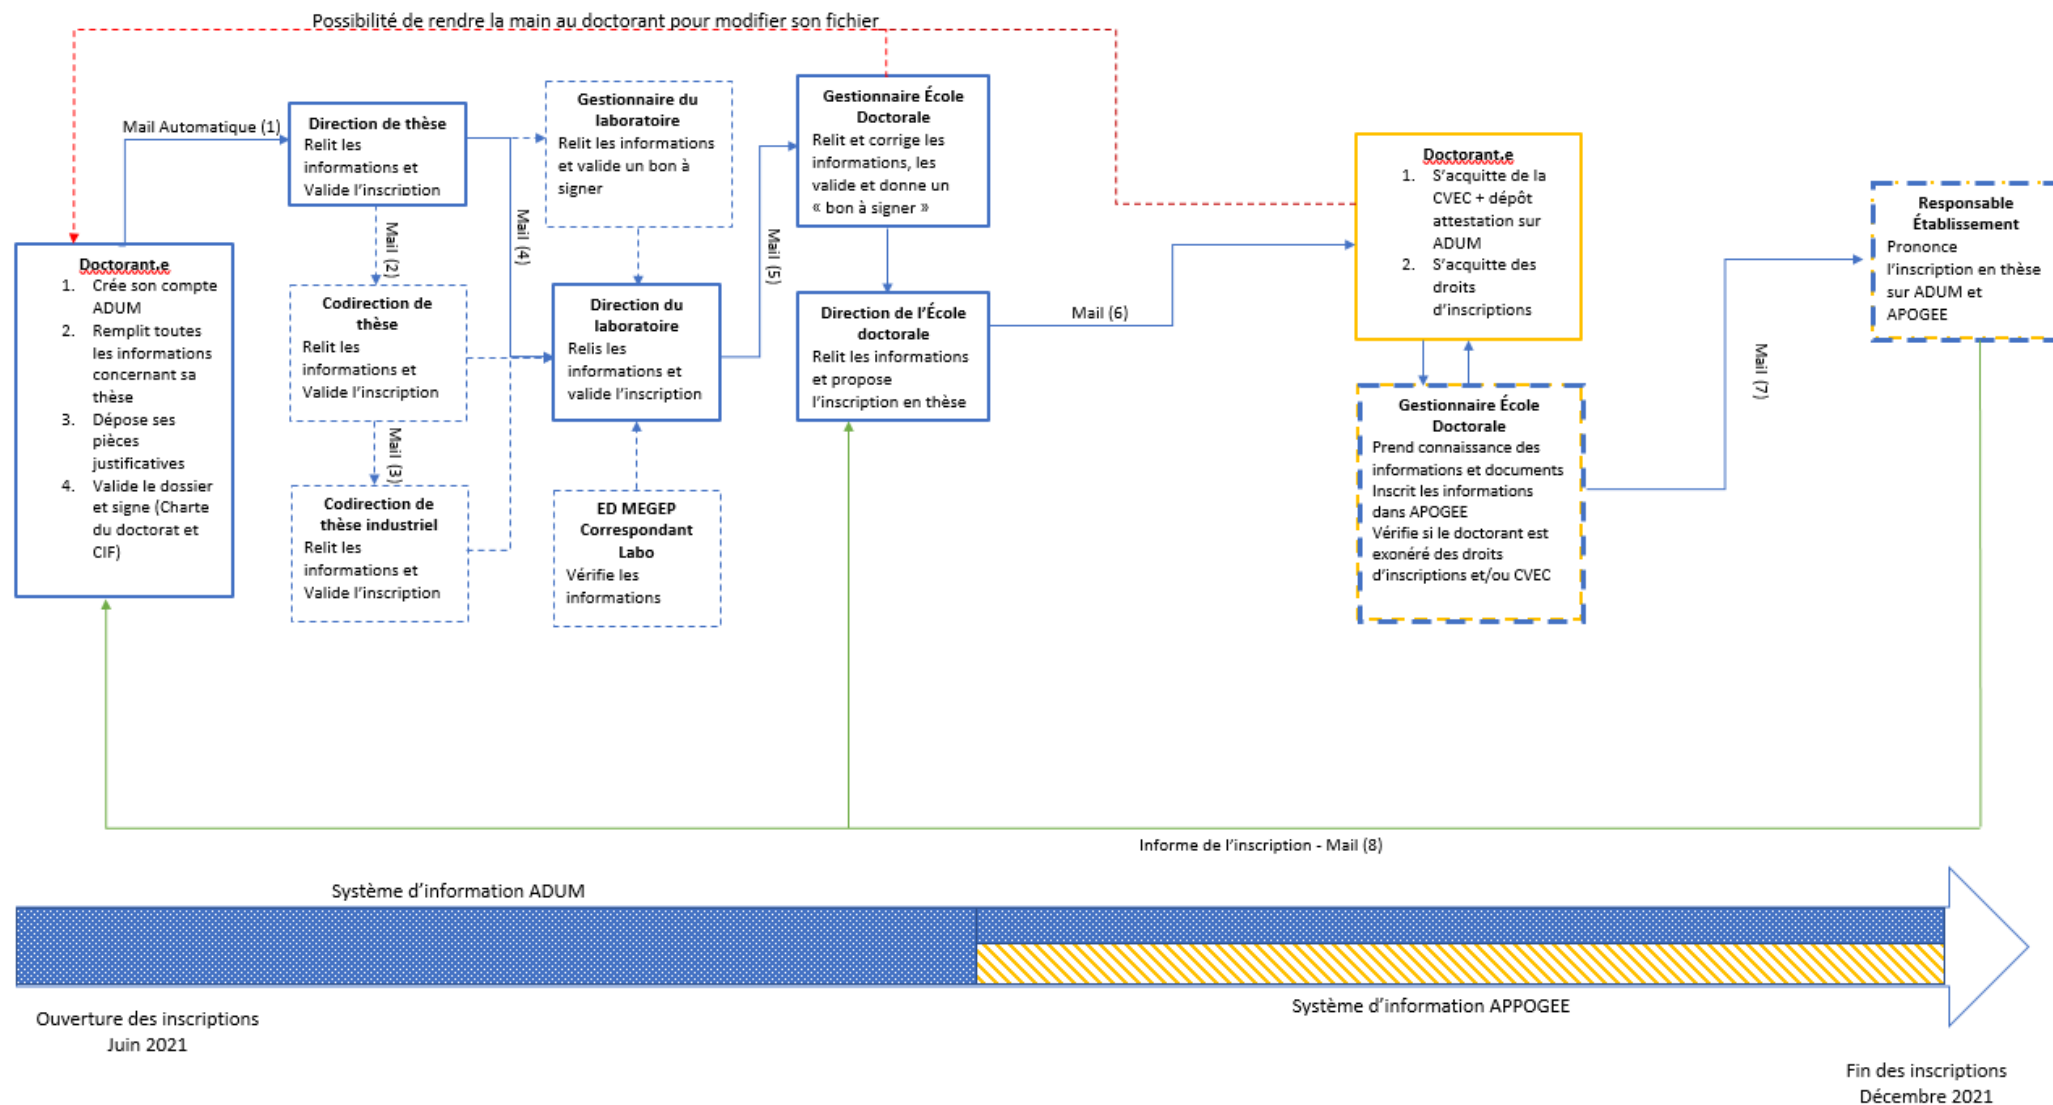 Possibilité de rendre la main au doctorant pour modifier son fichier
Doctorant.e
1. Crée son compte
ADUM
2. Remplit toutes
les informations
concernant sa
thèse
3. Dépose ses
pièces
justificatives
4. Valide le dossier
et signe (Charte
du doctorat et
CIF)
Mail Automatique (1)
Direction de thèse
Relit les
informations et
Valide l'inscription
Mail (2)
Codirection de
thèse
Relit les
informations et
Valide l'inscription
Mail (3)
Codirection de
thèse industriel
Relit les
informations et
Valide l'inscription
Mail (4)
Gestionnaire du
laboratoire
Relit les informations
et valide un bon à
signer
Direction du
laboratoire
Relis les
informations et
valide l'inscription
ED MEGEP
Correspondant
Labo
Vérifie les
informations
Mail (5)
Gestionnaire École
Doctorale
Relit et corrige les
informations, les
valide et donne un
« bon à signer »
Direction de l'École
doctorale
Relit les informations
et propose
l'inscription en thèse
Mail (6)
Doctorant.e
1. S'acquitte de la
CVEC + dépôt
attestation sur
ADUM
2. S'acquitte des
droits
d'inscriptions
Gestionnaire École
Doctorale
Prend connaissance des
informations et documents
Inscrit les informations
dans APOGEE
Vérifie si le doctorant est
exonéré des droits
d'inscriptions et/ou CVEC
Mail (7)
Responsable
Établissement
Prononce
l'inscription en thèse
sur ADUM et
APOGEE
Informe de l'inscription - Mail (8)
Système d'information ADUM
Système d'information APPOGEE
Ouverture des inscriptions
Juin 2021
Fin des inscriptions
Décembre 2021